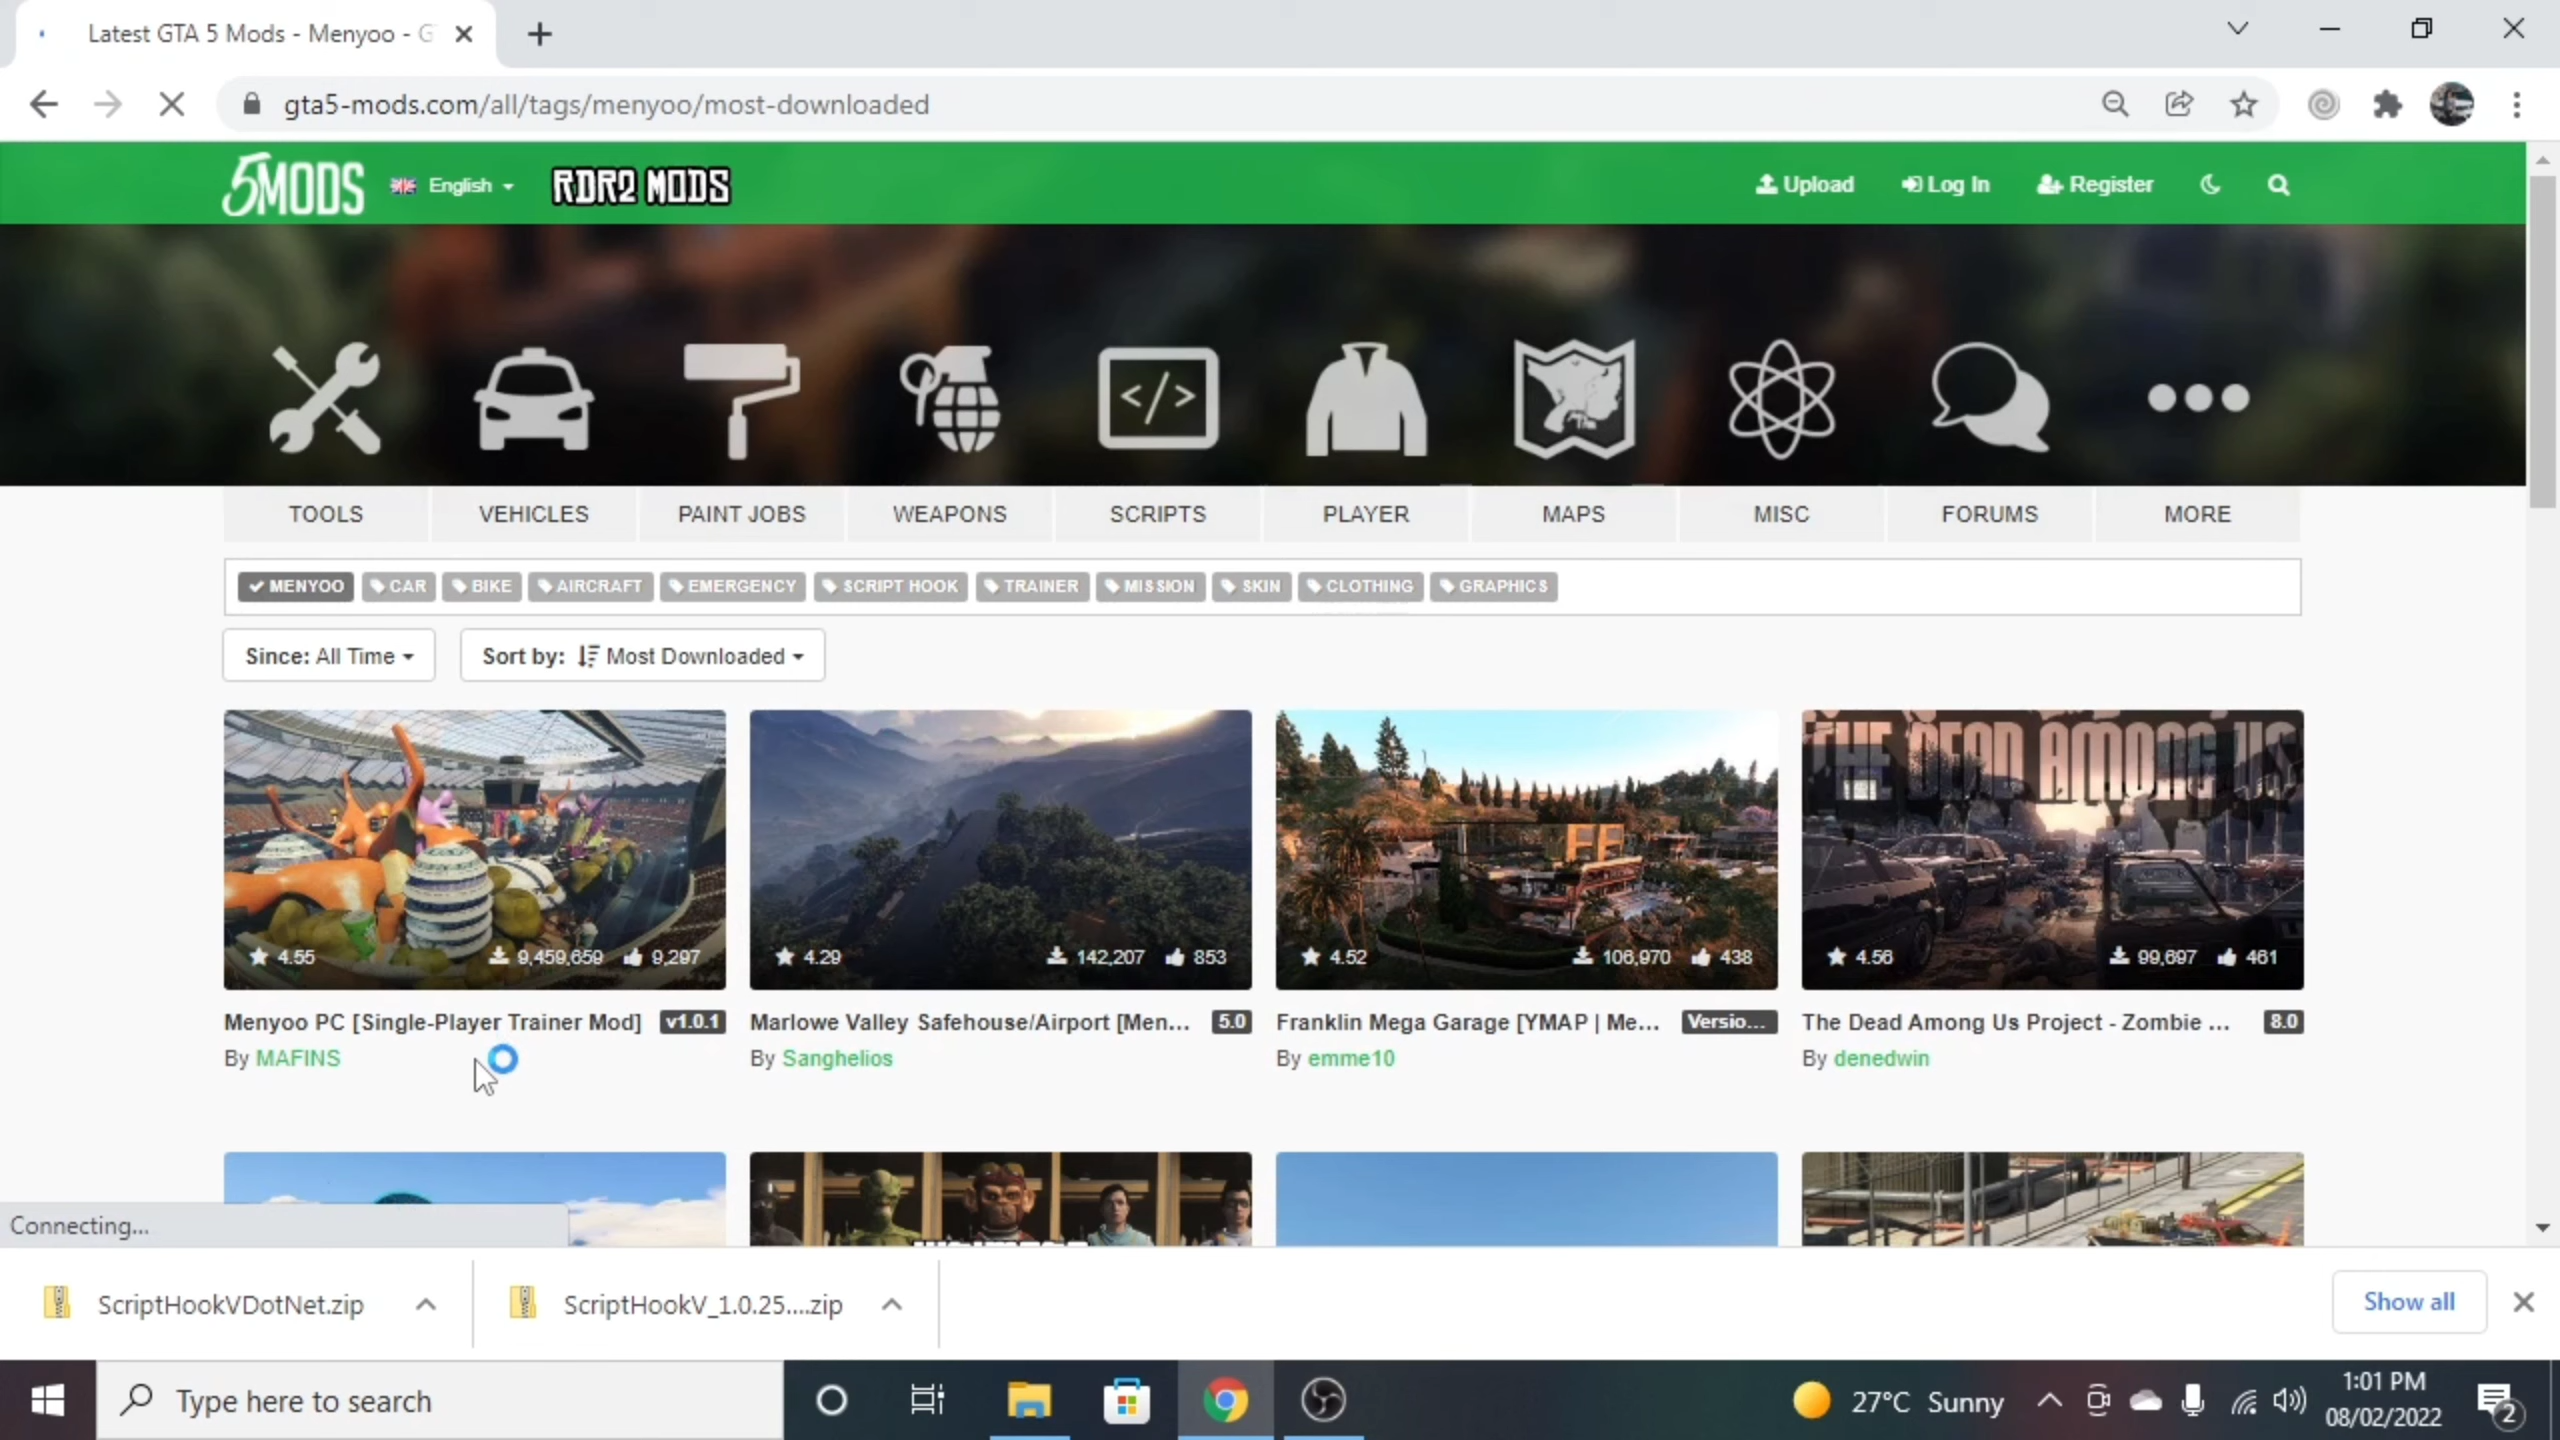 Latest GTA 5 Mods - Menyoo - G
gta5-mods.com/all/tags/menyoo/most-downloaded
5MODS English RDR2 MODS Upload Log In Register
TOOLS VEHICLES PAINT JOBS WEAPONS SCRIPTS PLAYER MAPS MISC FORUMS MORE
MENYOO CAR BIKE AIRCRAFT EMERGENCY SCRIPT HOOK TRAINER MISSION SKIN CLOTHING GRAPHICS
Since: All Time Sort by: Most Downloaded
THE DEAD AMONG US
4.55 9,459,659 9,297 4.29 142,207 853 4.52 106,970 438 4.56 99,697 461
Menyoo PC [Single-Player Trainer Mod] v1.0.1 Marlowe Valley Safehouse/Airport [Men... 5.0 Franklin Mega Garage [YMAP | Me... Versio... The Dead Among Us Project - Zombie ... 8.0
By MAFINS By Sanghelios By emme10 By denedwin
Connecting...
ScriptHookVDotNet.zip ScriptHookV_1.0.25....zip Show all
Type here to search 27°C Sunny 1:01 PM
08/02/2022 2